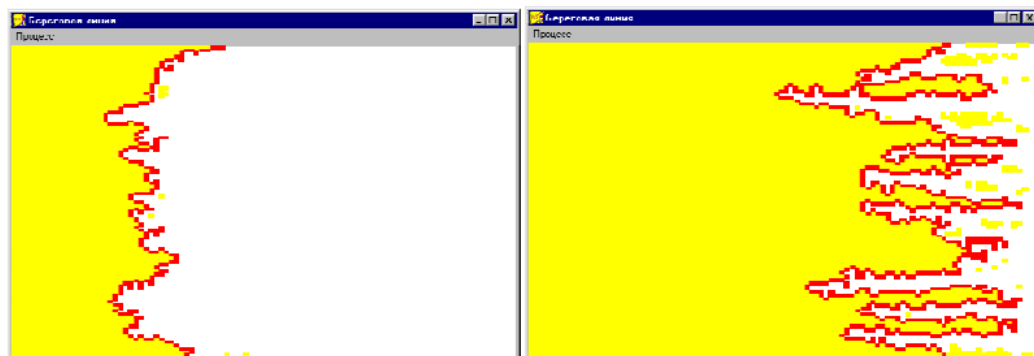 Береговая линия
Процесс
Береговая линия
Процесс